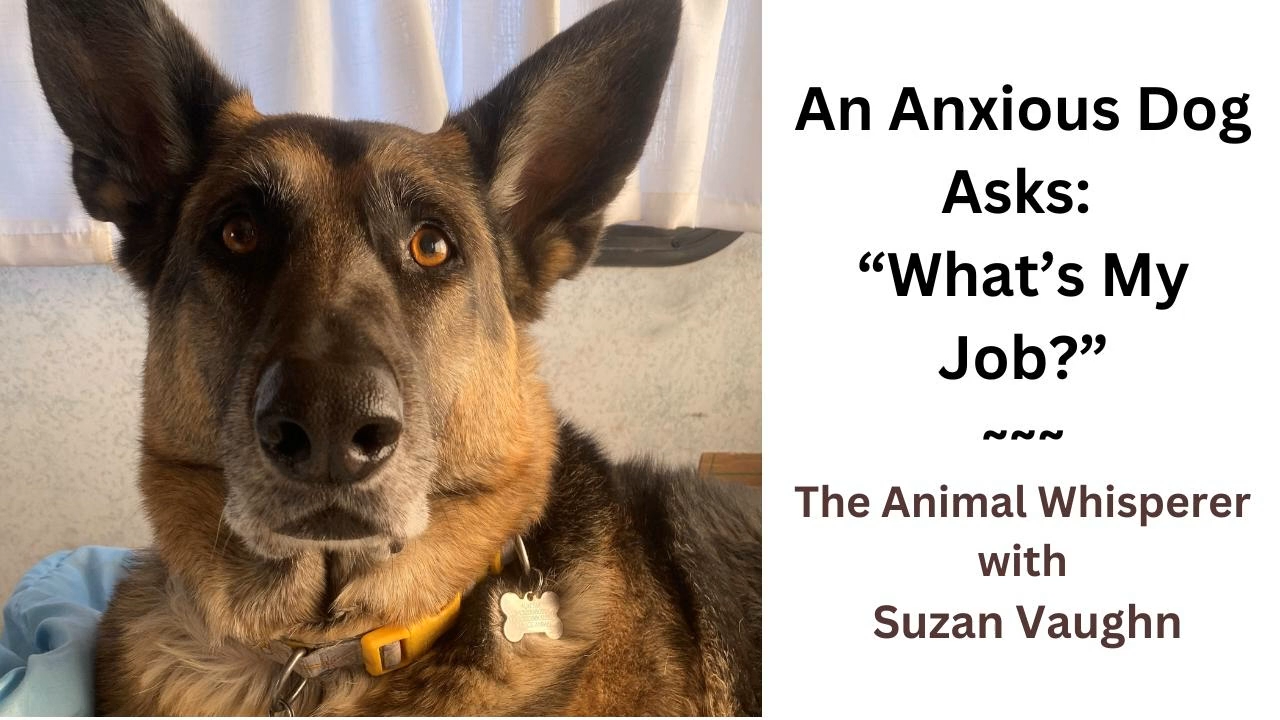 An Anxious Dog
Asks:
“What’s My
Job?”
~~~
The Animal Whisperer
with
Suzan Vaughn